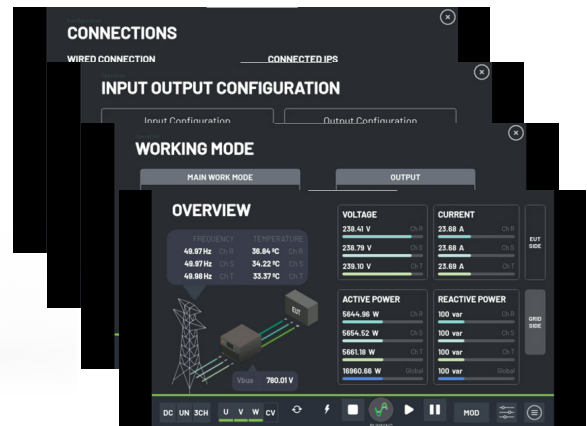 CONNECTIONS
WIRED CONNECTION CONNECTED IPS
INPUT OUTPUT CONFIGURATION
Input Configuration Output Configuration
WORKING MODE
MAIN WORK MODE OUTPUT
OVERVIEW
FREQUENCY TEMPERATURE
49.97 Hz Ch R 36.84 ºC Ch R
49.97 Hz Ch S 34.22 ºC Ch S
49.98 Hz Ch T 33.37 ºC Ch T
EUT
Vbus 780.01 V
VOLTAGE
238.41 V Ch R
238.79 V Ch S
239.10 V Ch T
CURRENT
23.68 A Ch R
23.68 A Ch S
23.69 A Ch T
EUT
SIDE
ACTIVE POWER
5644.96 W Ch R
5654.52 W Ch S
5661.18 W Ch T
16960.66 W Global
REACTIVE POWER
100 var Ch R
100 var Ch S
100 var Ch T
100 var Global
GRID
SIDE
DC UN 3CH U V W CV MOD